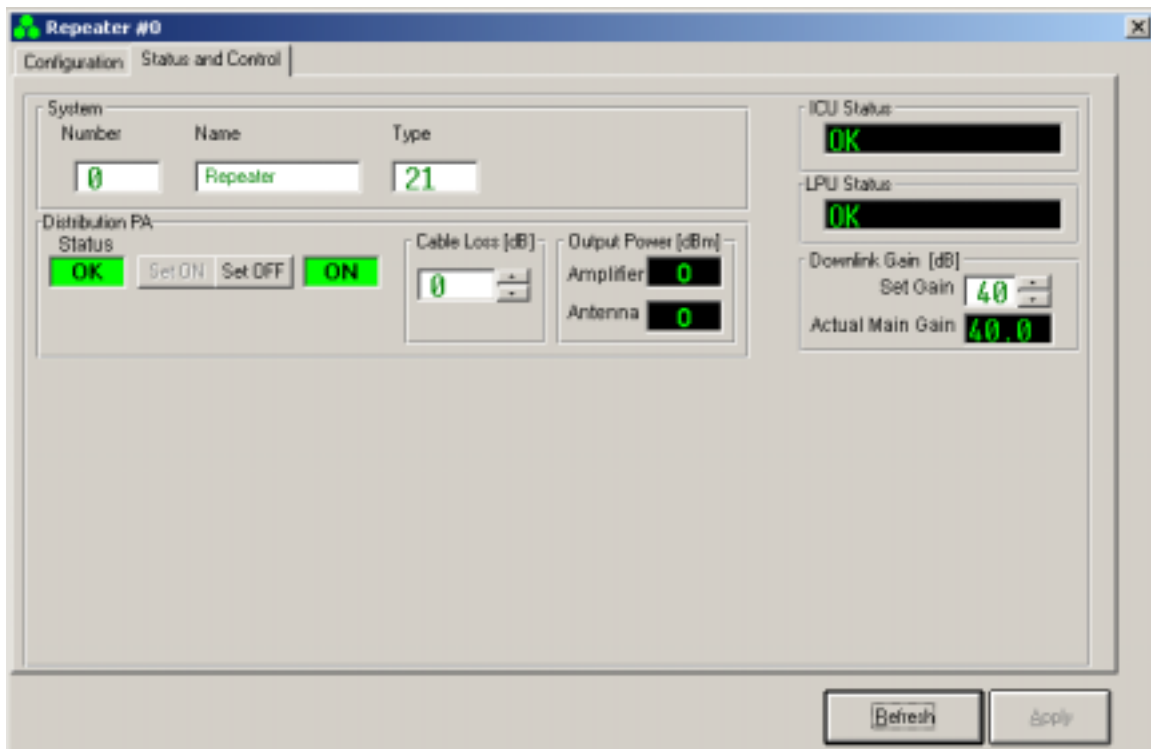 Repeater #0
Configuration Status and Control
System
Number Name Type
0 Repeater 21
ICU Status
OK
LPU Status
OK
Distribution PA
Status
OK Set ON Set OFF ON
Cable Loss [dB]
0
Output Power [dBm]
Amplifier 0
Antenna 0
Downlink Gain [dB]
Set Gain 40
Actual Main Gain 40.0
Refresh Apply